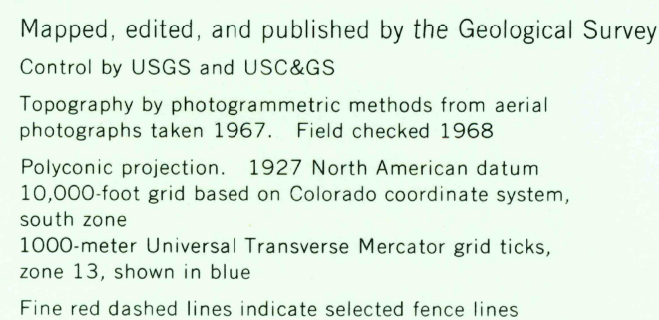 Mapped, edited, and published by the Geological Survey
Control by USGS and USC&GS
Topography by photogrammetric methods from aerial
photographs taken 1967. Field checked 1968
Polyconic projection. 1927 North American datum
10,000-foot grid based on Colorado coordinate system,
south zone
1000-meter Universal Transverse Mercator grid ticks,
zone 13, shown in blue
Fine red dashed lines indicate selected fence lines